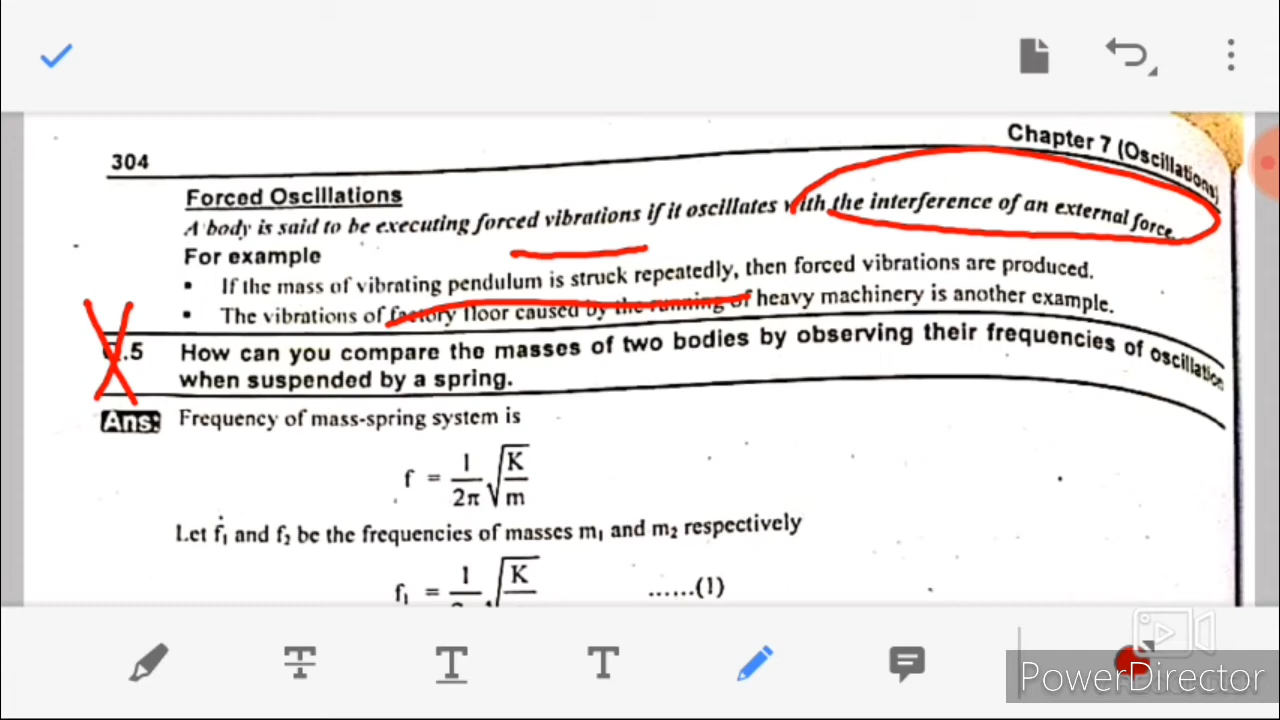 304
Chapter 7 (Oscillations)
Forced Oscillations
A body is said to be executing forced vibrations if it oscillates with the interference of an external force.
For example
▪ If the mass of vibrating pendulum is struck repeatedly, then forced vibrations are produced.
▪ The vibrations of factory floor caused by the running of heavy machinery is another example.
.5 How can you compare the masses of two bodies by observing their frequencies of oscillation
when suspended by a spring.
Ans: Frequency of mass-spring system is
f = 1/2π √K/m
Let f₁ and f₂ be the frequencies of masses m₁ and m₂ respectively
f₁ = 1 √K ......(1)
T T T
PowerDirector